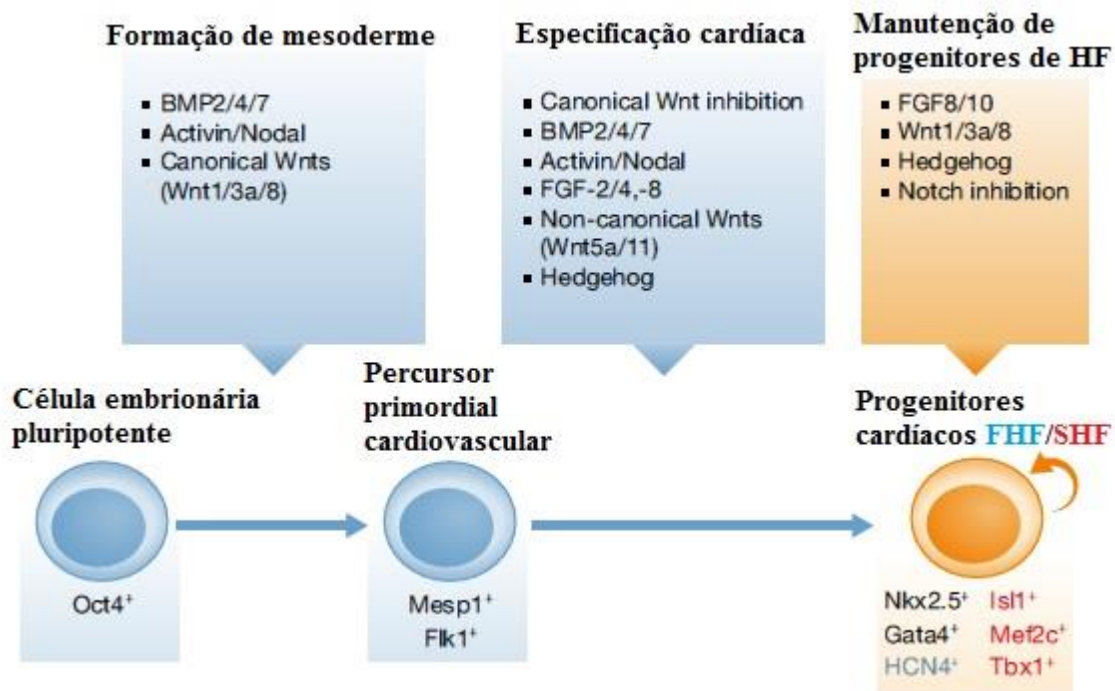 Formação de mesoderme
▪ BMP2/4/7
▪ Activin/Nodal
▪ Canonical Wnts
(Wnt1/3a/8)
Especificação cardíaca
▪ Canonical Wnt inhibition
▪ BMP2/4/7
▪ Activin/Nodal
▪ FGF-2/4,-8
▪ Non-canonical Wnts
(Wnt5a/11)
▪ Hedgehog
Manutenção de
progenitores de HF
▪ FGF8/10
▪ Wnt1/3a/8
▪ Hedgehog
▪ Notch inhibition
Célula embrionária
pluripotente
Oct4⁺
Percursor
primordial
cardiovascular
Mesp1⁺
Flk1⁺
Progenitores
cardíacos FHF/SHF
Nkx2.5⁺ Isl1⁺
Gata4⁺ Mef2c⁺
HCN4⁺ Tbx1⁺